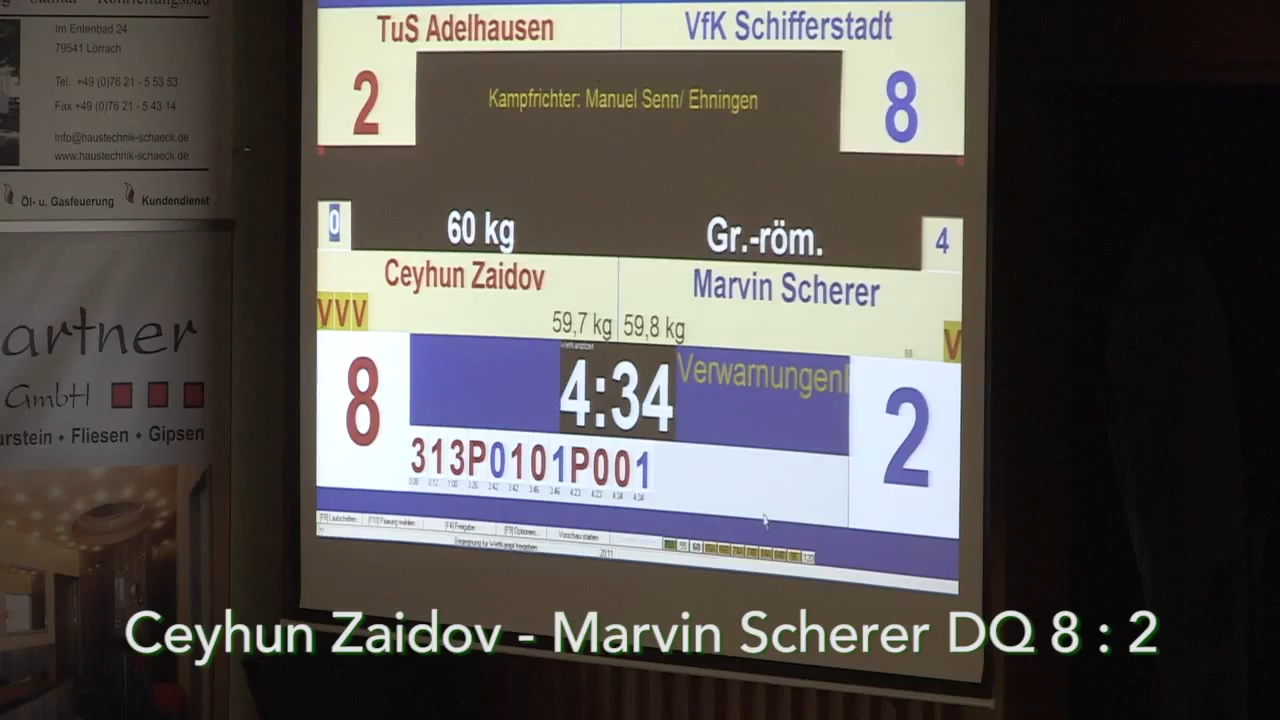 Im Entenbad 24
79541 Lörrach
Tel. +49 (0)76 21 - 5 53 53
Fax +49 (0)76 21 - 5 43 14
Info@haustechnik-schaeck.de
www.haustechnik-schaeck.de
Öl- u. Gasfeuerung Kundendienst
artner
GmbH
urstein • Fliesen • Gipsen
TuS Adelhausen VfK Schifferstadt
2 8
Kampfrichter: Manuel Senn/ Ehningen
0 60 kg Gr.-röm. 4
Ceyhun Zaidov Marvin Scherer
VVV 59,7 kg 59,8 kg V
8 4:34 Verwarnungen 2
313P0101P001
Ceyhun Zaidov - Marvin Scherer DQ 8 : 2